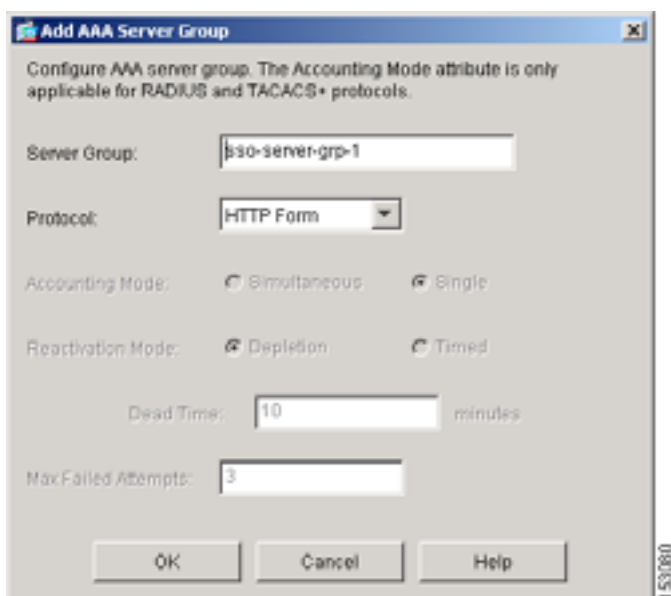 Add AAA Server Group
Configure AAA server group. The Accounting Mode attribute is only
applicable for RADIUS and TACACS+ protocols.
Server Group: sso-server-grp-1
Protocol: HTTP Form
Accounting Mode: Simultaneous Single
Reactivation Mode: Depletion Timed
Dead Time: 10 minutes
Max Failed Attempts: 3
OK Cancel Help
153080